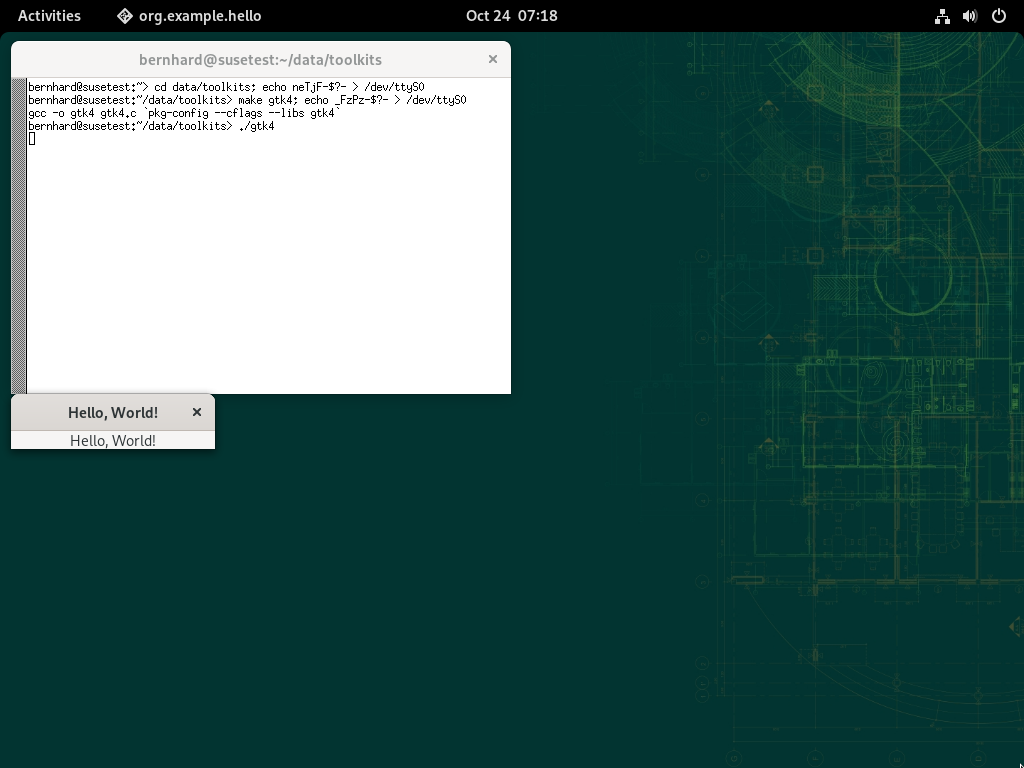 Activities org.example.hello Oct 24 07:18
bernhard@susetest:~/data/toolkits
bernhard@susetest:~> cd data/toolkits; echo neTjF-$?- > /dev/ttyS0
bernhard@susetest:~/data/toolkits> make gtk4; echo _FzPz-$?- > /dev/ttyS0
gcc -o gtk4 gtk4.c `pkg-config --cflags --libs gtk4`
bernhard@susetest:~/data/toolkits> ./gtk4
Hello, World!
Hello, World!